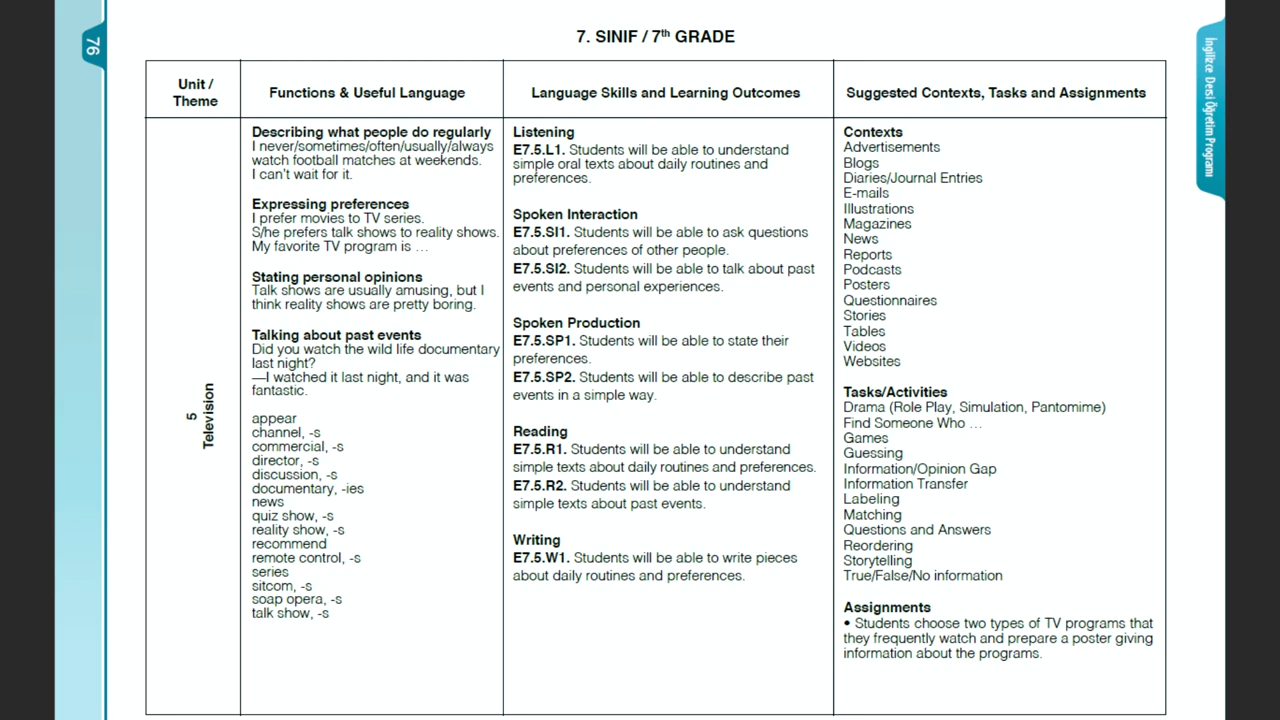 76
7. SINIF / 7th GRADE
İngilizce Dersi Öğretim Programı
Unit /
Theme
Functions & Useful Language
Language Skills and Learning Outcomes
Suggested Contexts, Tasks and Assignments
5
Television
Describing what people do regularly
I never/sometimes/often/usually/always
watch football matches at weekends.
I can't wait for it.
Expressing preferences
I prefer movies to TV series.
S/he prefers talk shows to reality shows.
My favorite TV program is …
Stating personal opinions
Talk shows are usually amusing, but I
think reality shows are pretty boring.
Talking about past events
Did you watch the wild life documentary
last night?
—I watched it last night, and it was
fantastic.
appear
channel, -s
commercial, -s
director, -s
discussion, -s
documentary, -ies
news
quiz show, -s
reality show, -s
recommend
remote control, -s
series
sitcom, -s
soap opera, -s
talk show, -s
Listening
E7.5.L1. Students will be able to understand
simple oral texts about daily routines and
preferences.
Spoken Interaction
E7.5.SI1. Students will be able to ask questions
about preferences of other people.
E7.5.SI2. Students will be able to talk about past
events and personal experiences.
Spoken Production
E7.5.SP1. Students will be able to state their
preferences.
E7.5.SP2. Students will be able to describe past
events in a simple way.
Reading
E7.5.R1. Students will be able to understand
simple texts about daily routines and preferences.
E7.5.R2. Students will be able to understand
simple texts about past events.
Writing
E7.5.W1. Students will be able to write pieces
about daily routines and preferences.
Contexts
Advertisements
Blogs
Diaries/Journal Entries
E-mails
Illustrations
Magazines
News
Reports
Podcasts
Posters
Questionnaires
Stories
Tables
Videos
Websites
Tasks/Activities
Drama (Role Play, Simulation, Pantomime)
Find Someone Who …
Games
Guessing
Information/Opinion Gap
Information Transfer
Labeling
Matching
Questions and Answers
Reordering
Storytelling
True/False/No information
Assignments
• Students choose two types of TV programs that
they frequently watch and prepare a poster giving
information about the programs.